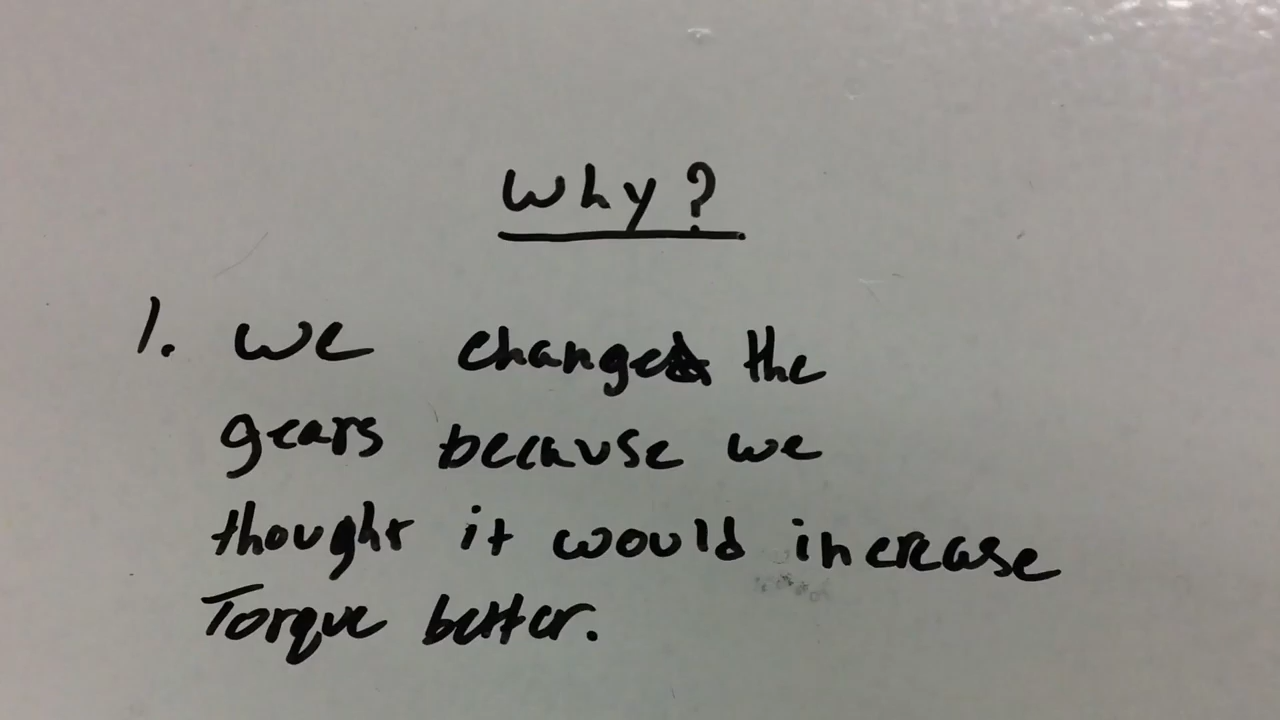 Why?
1. We changed the
gears because we
thought it would increase
Torque better.